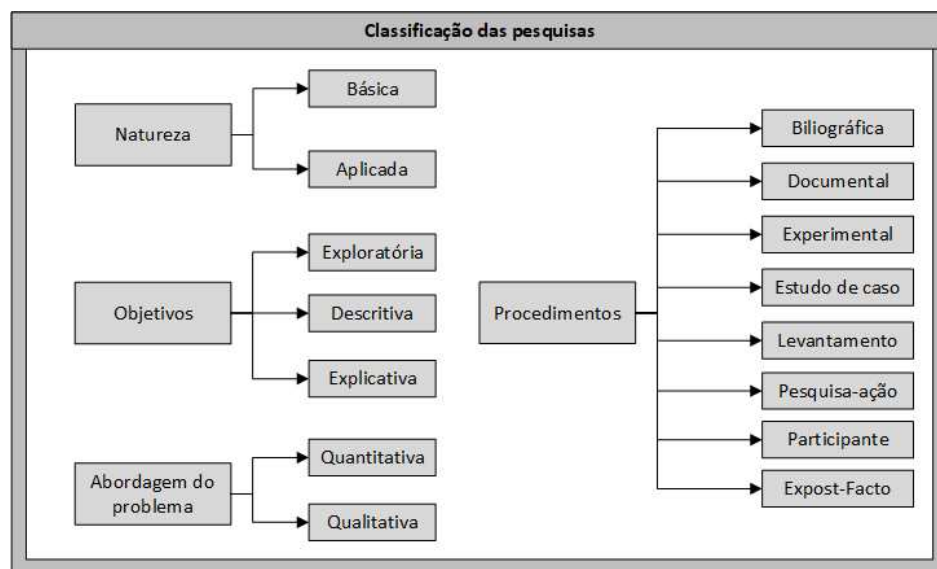 Classificação das pesquisas
Natureza
Básica
Aplicada
Objetivos
Exploratória
Descritiva
Explicativa
Abordagem do
problema
Quantitativa
Qualitativa
Procedimentos
Biliográfica
Documental
Experimental
Estudo de caso
Levantamento
Pesquisa-ação
Participante
Expost-Facto